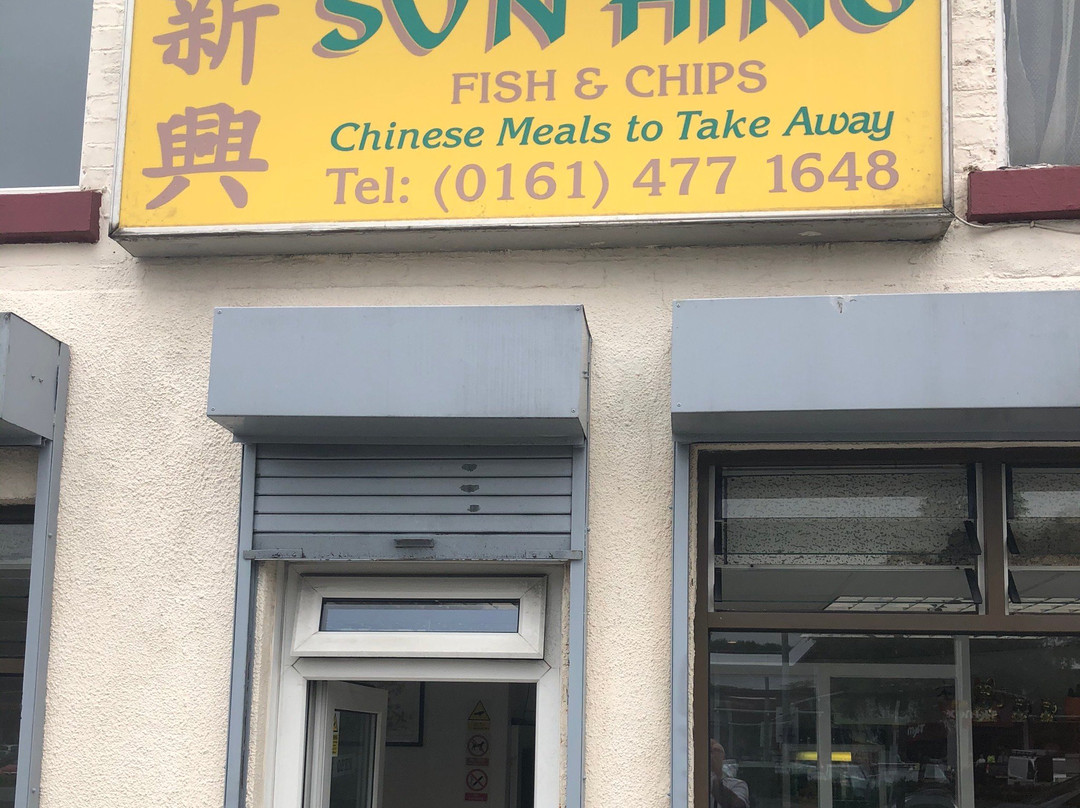 新興
SUN HING
FISH & CHIPS
Chinese Meals to Take Away
Tel: (0161) 477 1648